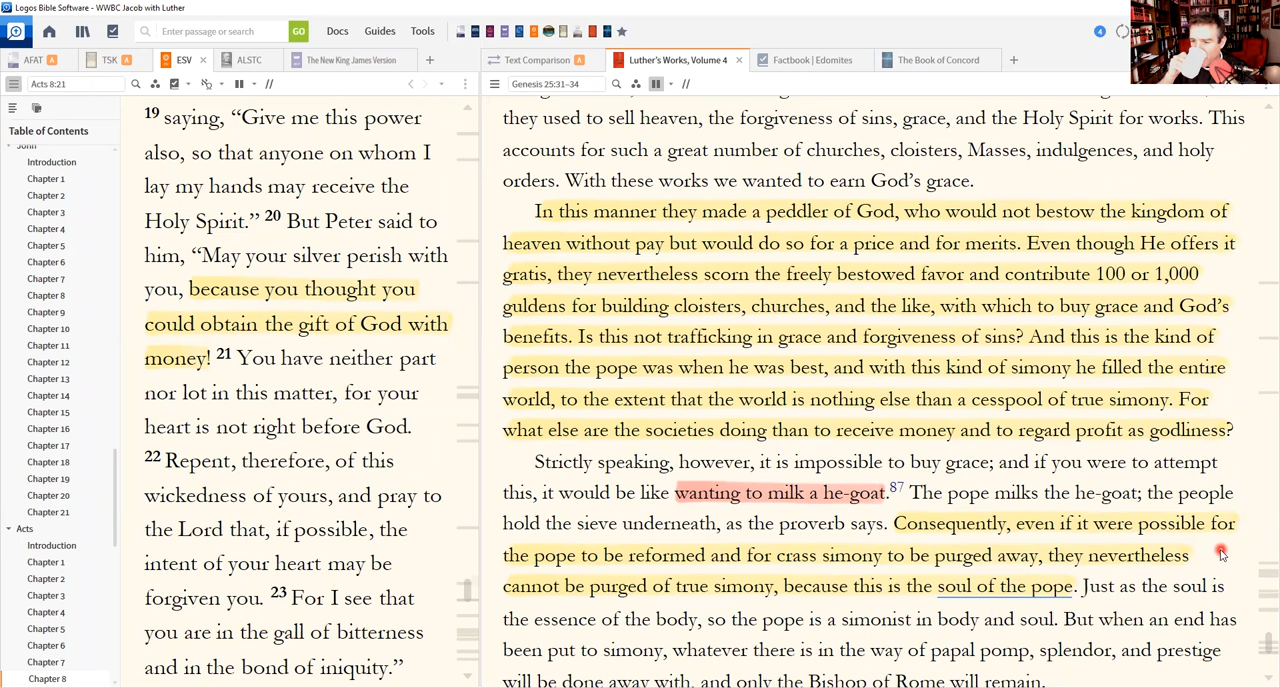 Logos Bible Software - WWBC Jacob with Luther
Enter passage or search
GO
Docs
Guides
Tools
4
AFAT A
TSK A
ESV
ALSTC
The New King James Version
Text Comparison A
Luther's Works, Volume 4
Factbook | Edomites
The Book of Concord
Acts 8:21
Genesis 25:31–34
Table of Contents
John
Introduction
Chapter 1
Chapter 2
Chapter 3
Chapter 4
Chapter 5
Chapter 6
Chapter 7
Chapter 8
Chapter 9
Chapter 10
Chapter 11
Chapter 12
Chapter 13
Chapter 14
Chapter 15
Chapter 16
Chapter 17
Chapter 18
Chapter 19
Chapter 20
Chapter 21
Acts
Introduction
Chapter 1
Chapter 2
Chapter 3
Chapter 4
Chapter 5
Chapter 6
Chapter 7
Chapter 8
19 saying, “Give me this power
also, so that anyone on whom I
lay my hands may receive the
Holy Spirit.” 20 But Peter said to
him, “May your silver perish with
you, because you thought you
could obtain the gift of God with
money! 21 You have neither part
nor lot in this matter, for your
heart is not right before God.
22 Repent, therefore, of this
wickedness of yours, and pray to
the Lord that, if possible, the
intent of your heart may be
forgiven you. 23 For I see that
you are in the gall of bitterness
and in the bond of iniquity.”
they used to sell heaven, the forgiveness of sins, grace, and the Holy Spirit for works. This
accounts for such a great number of churches, cloisters, Masses, indulgences, and holy
orders. With these works we wanted to earn God’s grace.
In this manner they made a peddler of God, who would not bestow the kingdom of
heaven without pay but would do so for a price and for merits. Even though He offers it
gratis, they nevertheless scorn the freely bestowed favor and contribute 100 or 1,000
guldens for building cloisters, churches, and the like, with which to buy grace and God’s
benefits. Is this not trafficking in grace and forgiveness of sins? And this is the kind of
person the pope was when he was best, and with this kind of simony he filled the entire
world, to the extent that the world is nothing else than a cesspool of true simony. For
what else are the societies doing than to receive money and to regard profit as godliness?
Strictly speaking, however, it is impossible to buy grace; and if you were to attempt
this, it would be like wanting to milk a he-goat.87 The pope milks the he-goat; the people
hold the sieve underneath, as the proverb says. Consequently, even if it were possible for
the pope to be reformed and for crass simony to be purged away, they nevertheless
cannot be purged of true simony, because this is the soul of the pope. Just as the soul is
the essence of the body, so the pope is a simonist in body and soul. But when an end has
been put to simony, whatever there is in the way of papal pomp, splendor, and prestige
will be done away with, and only the Bishop of Rome will remain.